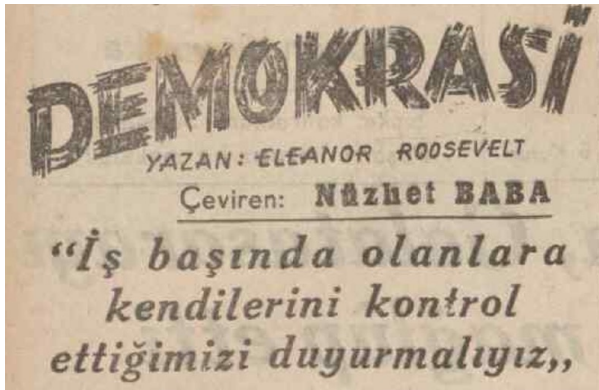 DEMOKRASİ
YAZAN: ELEANOR ROOSEVELT
Çeviren: Nüzhet BABA
“İş başında olanlara
kendilerini kontrol
ettiğimizi duyurmalıyız„